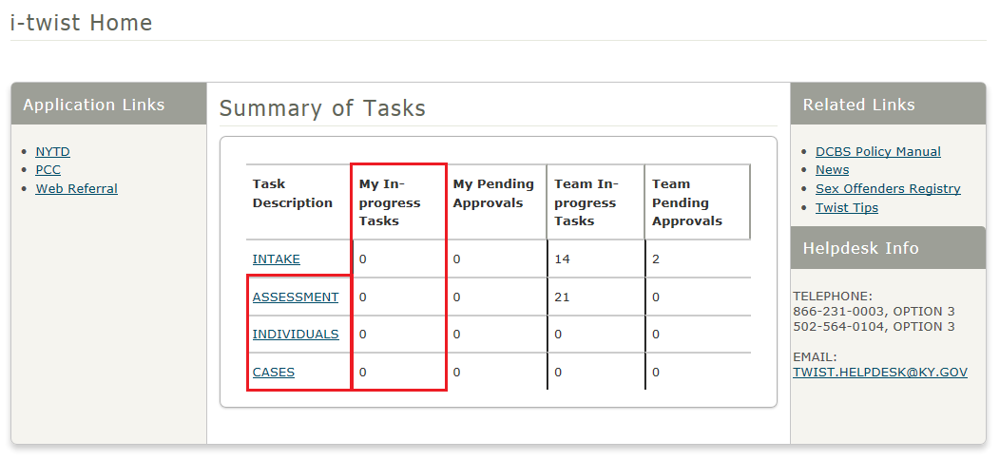 i-twist Home
Application Links
NYTD
PCC
Web Referral
Summary of Tasks
Task Description My In-progress Tasks My Pending Approvals Team In-progress Tasks Team Pending Approvals
INTAKE 0 0 14 2
ASSESSMENT 0 0 21 0
INDIVIDUALS 0 0 0 0
CASES 0 0 0 0
Related Links
DCBS Policy Manual
News
Sex Offenders Registry
Twist Tips
Helpdesk Info
TELEPHONE:
866-231-0003, OPTION 3
502-564-0104, OPTION 3
EMAIL:
TWIST.HELPDESK@KY.GOV